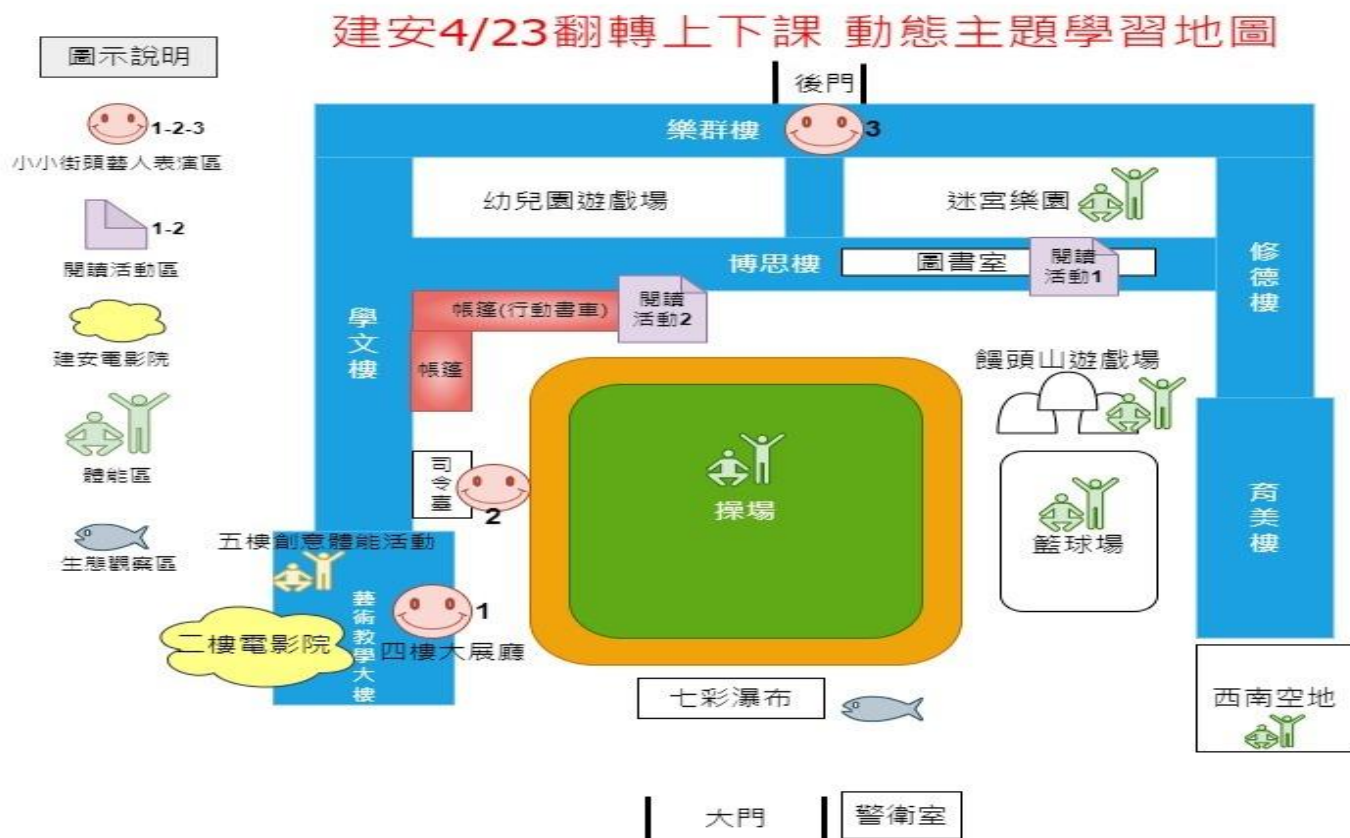 建安4/23翻轉上下課 動態主題學習地圖
圖示說明
1-2-3
小小街頭藝人表演區
1-2
閱讀活動區
建安電影院
體能區
生態觀察區
後門
樂群樓
3
幼兒園遊戲場
迷宮樂園
博思樓
圖書室
閱讀
活動1
修德樓
學文樓
帳篷(行動書車)
閱讀
活動2
帳篷
饅頭山遊戲場
司令臺
2
操場
籃球場
育美樓
五樓創意體能活動
藝術教學大樓
1
四樓大展廳
二樓電影院
七彩瀑布
西南空地
大門
警衛室